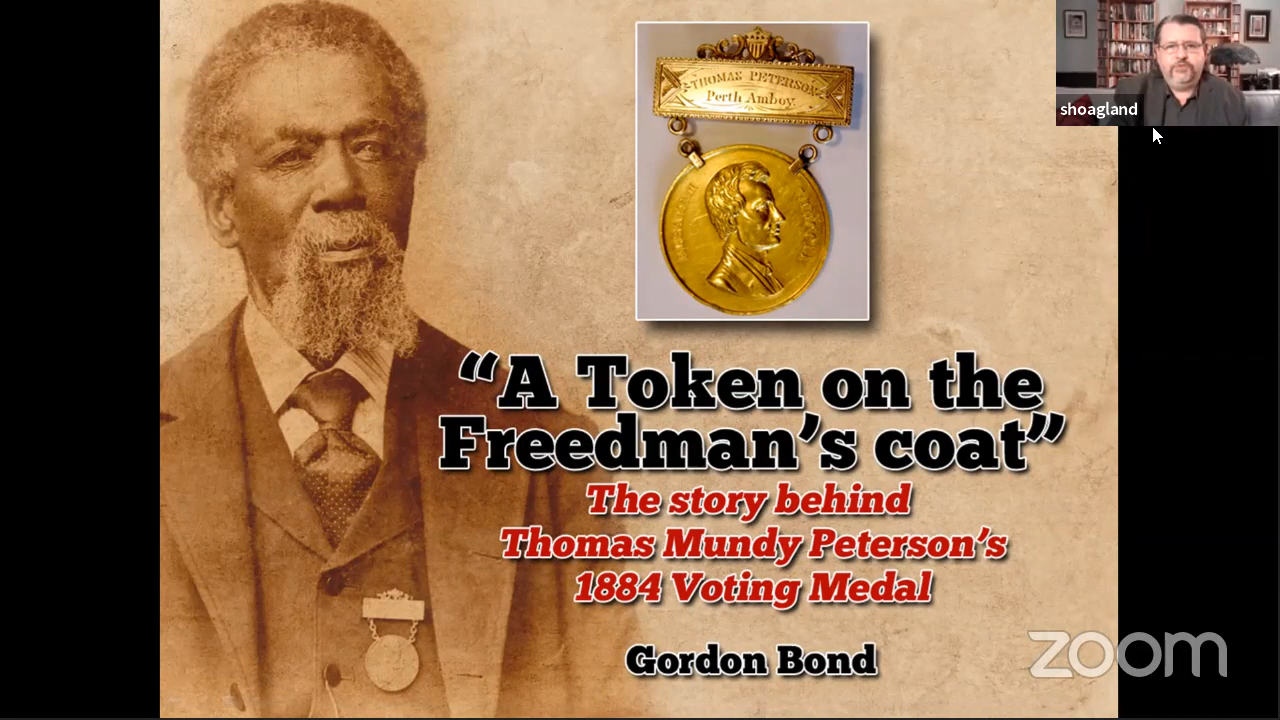 shoagland
THOMAS PETERSON
Perth Amboy.
“A Token on the
Freedman’s coat”
The story behind
Thomas Mundy Peterson’s
1884 Voting Medal
Gordon Bond
zoom